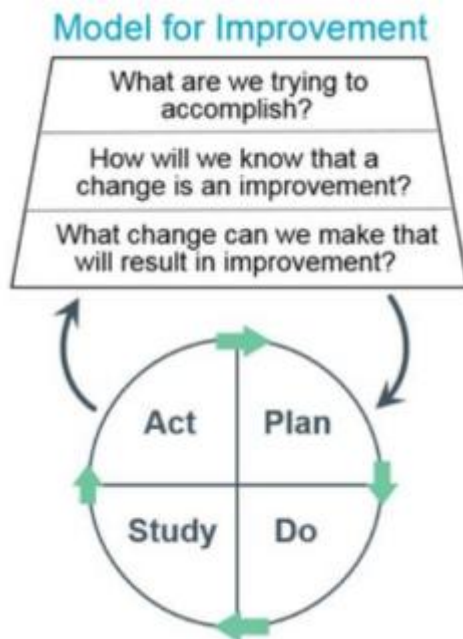 Model for Improvement
What are we trying to
accomplish?
How will we know that a
change is an improvement?
What change can we make that
will result in improvement?
Act
Plan
Study
Do